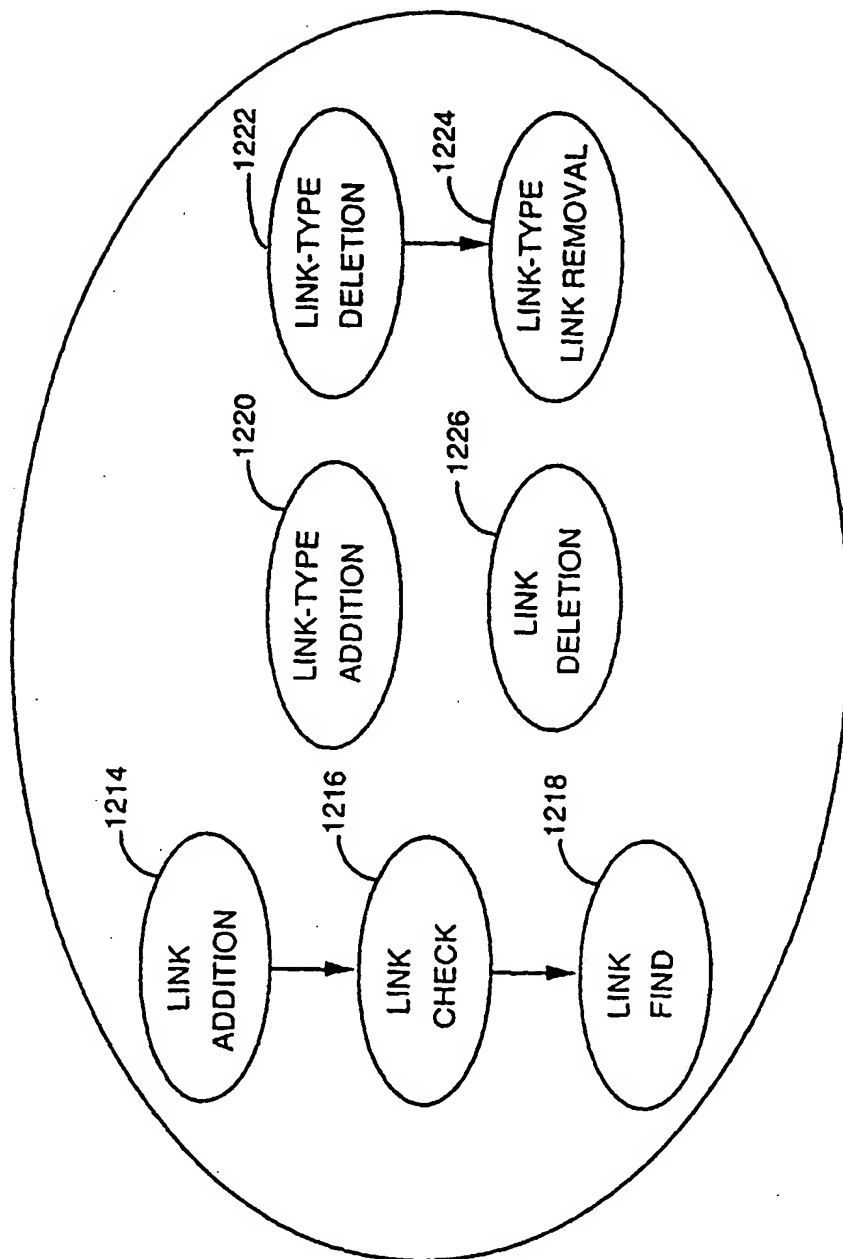 1214
LINK
ADDITION
1216
LINK
CHECK
1218
LINK
FIND
1220
LINK-TYPE
ADDITION
1226
LINK
DELETION
1222
LINK-TYPE
DELETION
1224
LINK-TYPE
LINK REMOVAL